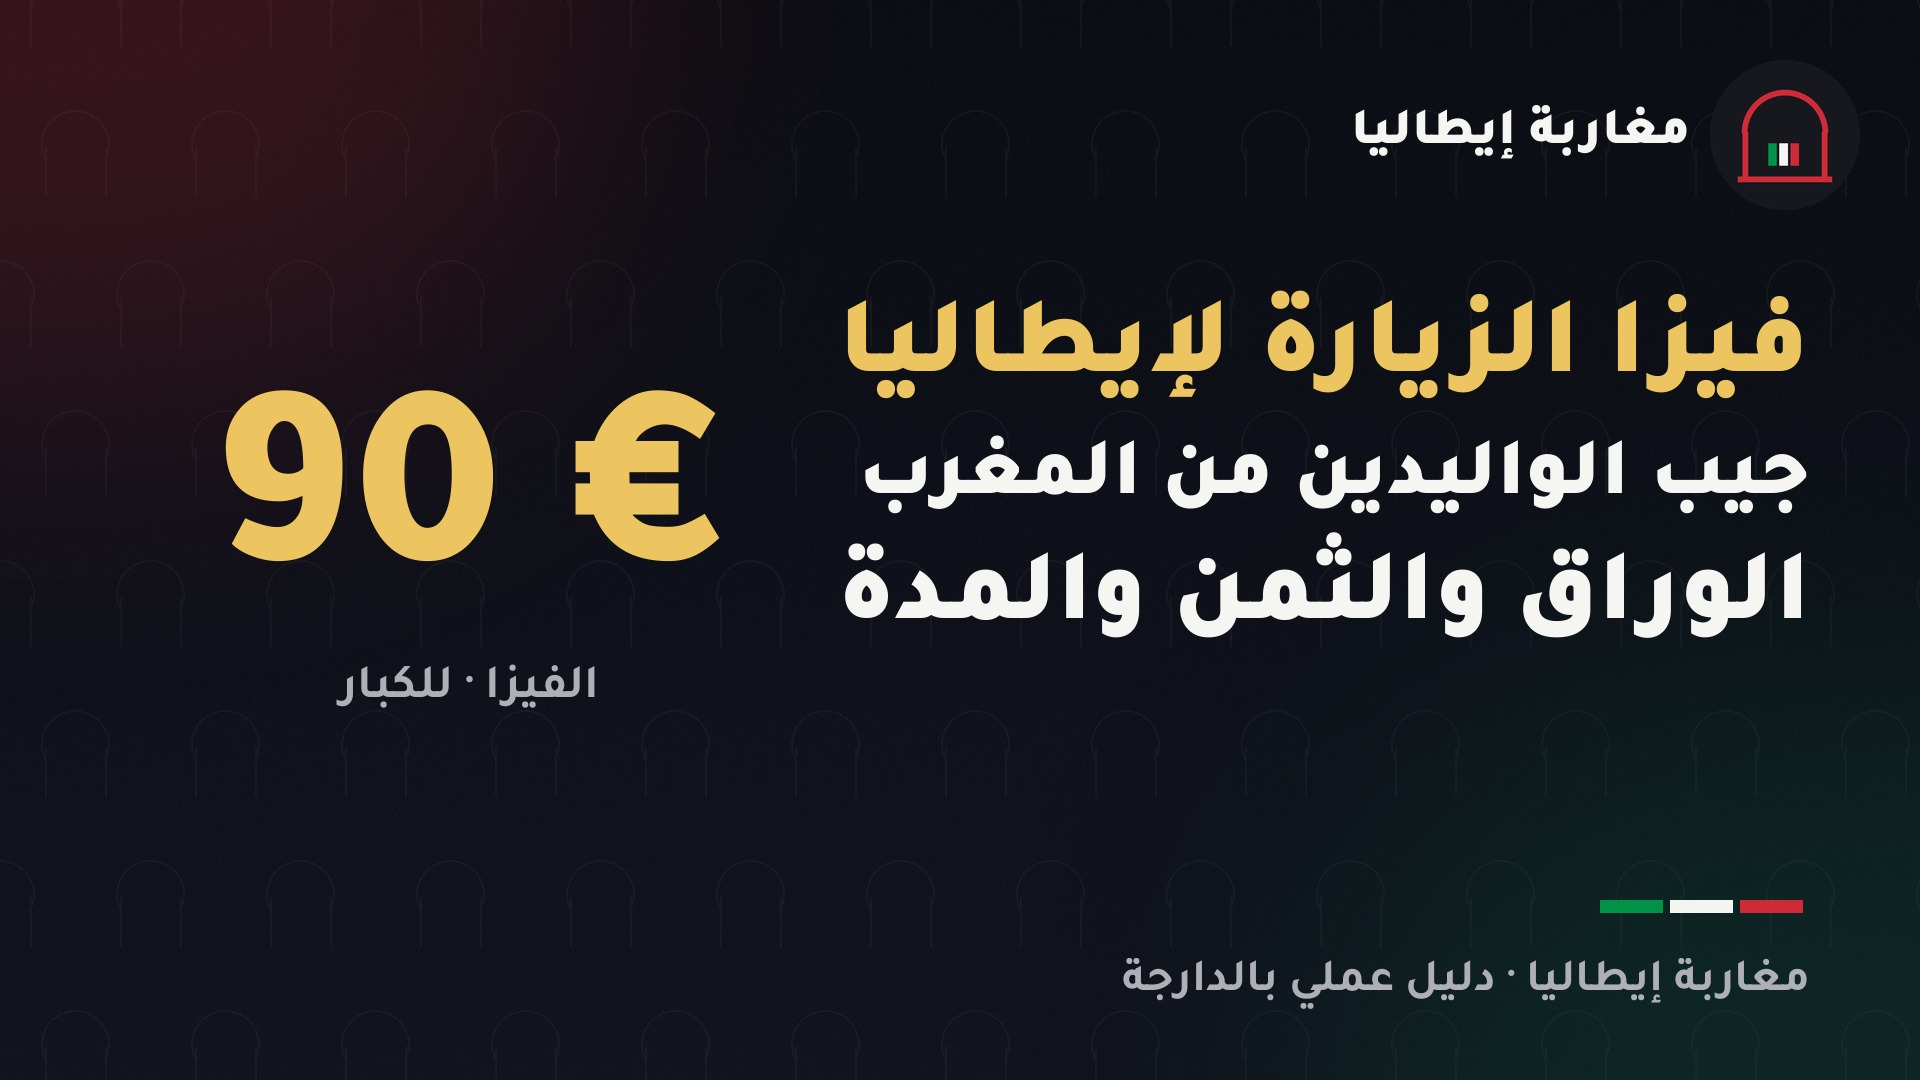 مغاربة إيطاليا
فيزا الزيارة لإيطاليا
جيب الواليدين من المغرب
الوراق والثمن والمدة
90 €
الفيزا · للكبار
مغاربة إيطاليا · دليل عملي بالدارجة